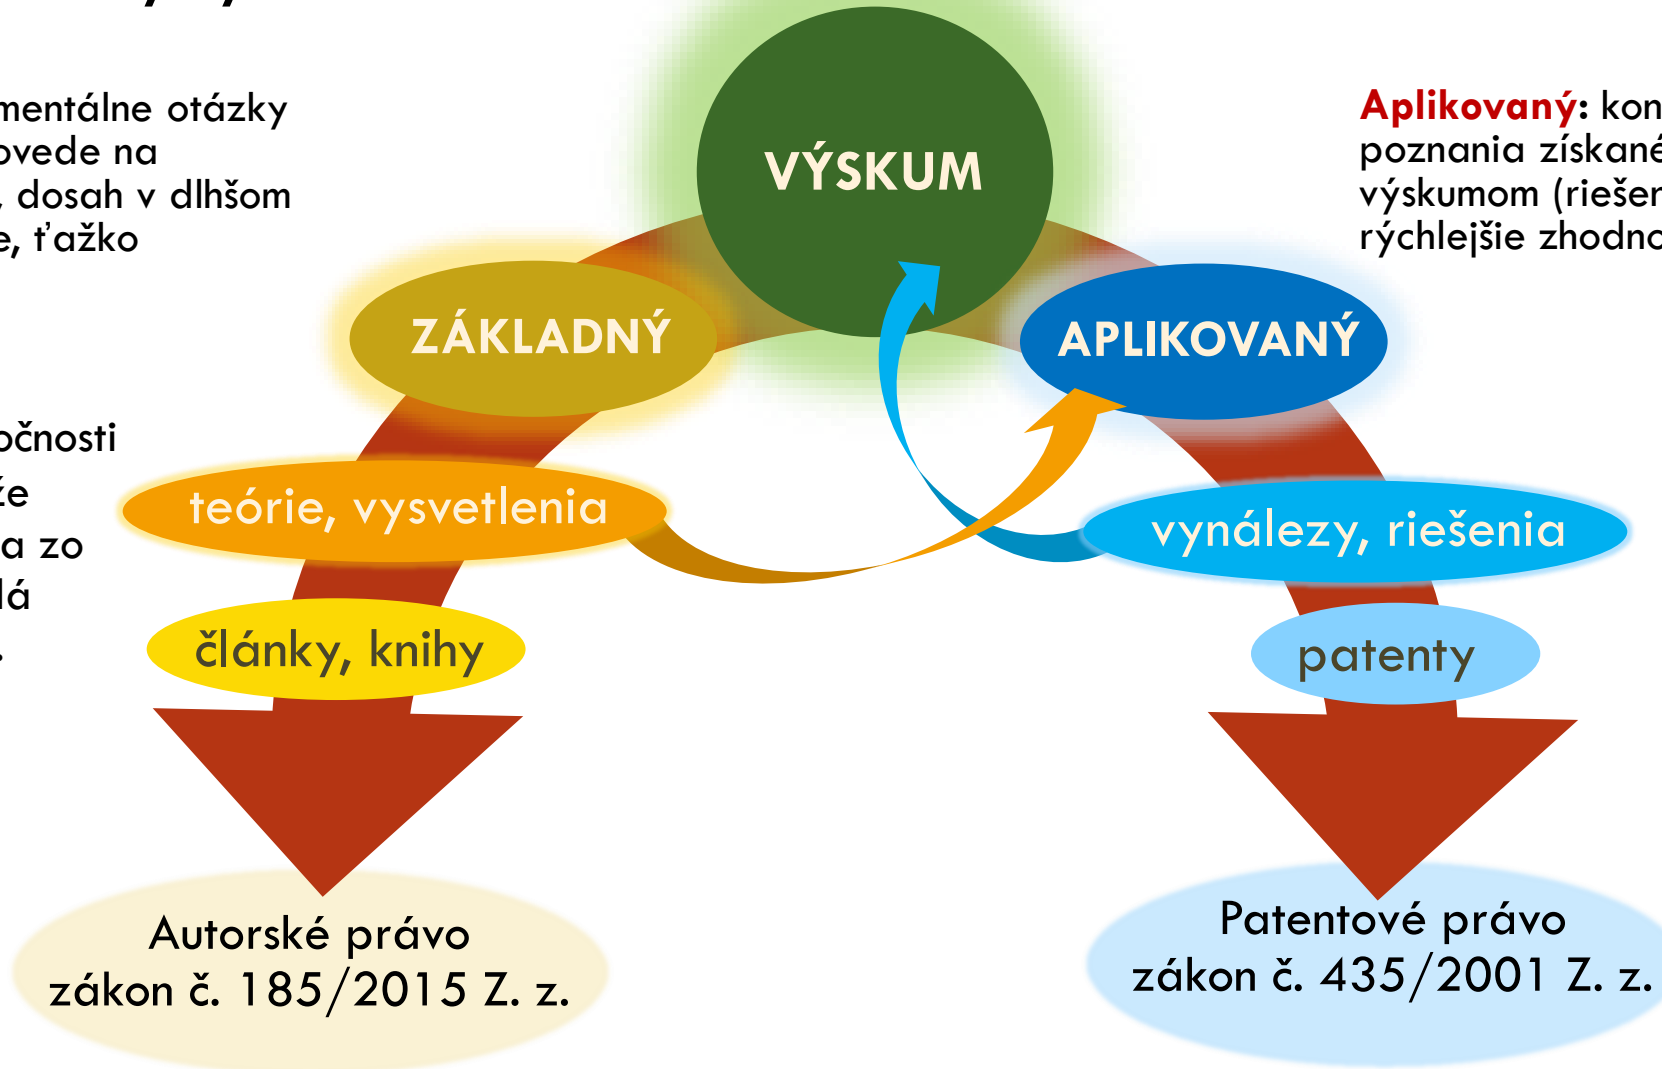 mentálne otázky
ovede na
, dosah v dlhšom
e, ťažko
Aplikovaný: kon
poznania získané
výskumom (riešen
rýchlejšie zhodno
VÝSKUM
ZÁKLADNÝ
APLIKOVANÝ
očnosti
že
a zo
lá
.
teórie, vysvetlenia
vynálezy, riešenia
články, knihy
patenty
Autorské právo
zákon č. 185/2015 Z. z.
Patentové právo
zákon č. 435/2001 Z. z.